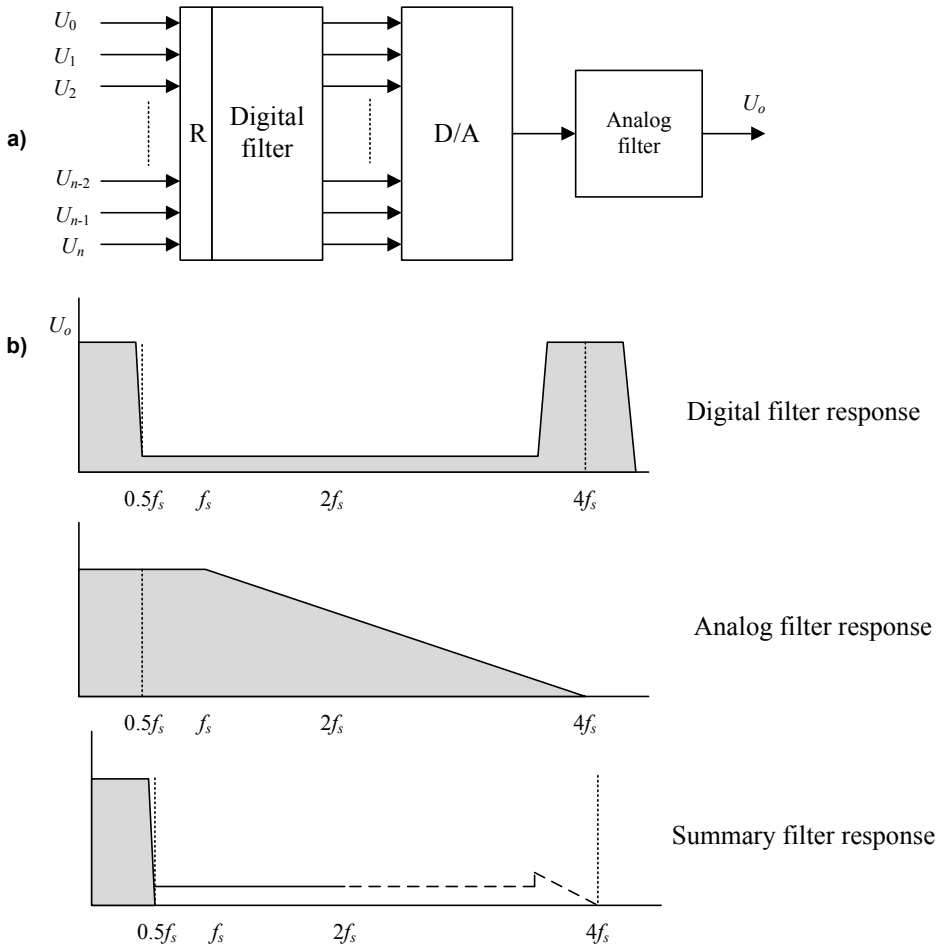 U0
U1
U2
Un-2
Un-1
Un
a)
R
Digital
filter
D/A
Analog
filter
Uo
b)
Uo
Digital filter response
0.5fs fs 2fs 4fs
Analog filter response
0.5fs fs 2fs 4fs
Summary filter response
0.5fs fs 2fs 4fs